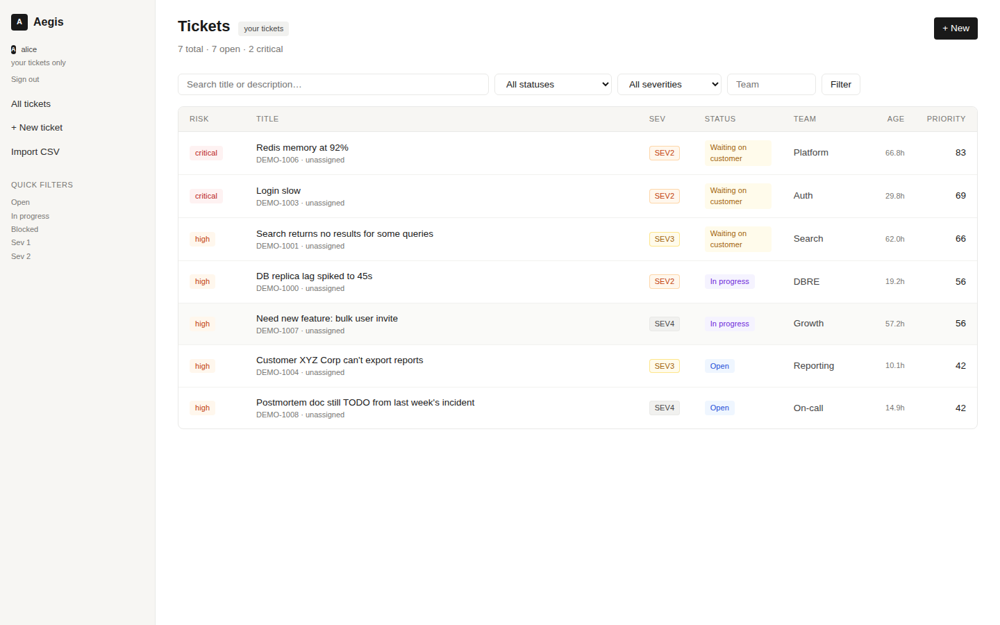 A Aegis
A alice
your tickets only
Sign out
All tickets
+ New ticket
Import CSV
QUICK FILTERS
Open
In progress
Blocked
Sev 1
Sev 2
Tickets your tickets
+ New
7 total · 7 open · 2 critical
Search title or description… All statuses All severities Team Filter
RISK TITLE SEV STATUS TEAM AGE PRIORITY
critical Redis memory at 92% SEV2 Waiting on customer Platform 66.8h 83
DEMO-1006 · unassigned
critical Login slow SEV2 Waiting on customer Auth 29.8h 69
DEMO-1003 · unassigned
high Search returns no results for some queries SEV3 Waiting on customer Search 62.0h 66
DEMO-1001 · unassigned
high DB replica lag spiked to 45s SEV2 In progress DBRE 19.2h 56
DEMO-1000 · unassigned
high Need new feature: bulk user invite SEV4 In progress Growth 57.2h 56
DEMO-1007 · unassigned
high Customer XYZ Corp can't export reports SEV3 Open Reporting 10.1h 42
DEMO-1004 · unassigned
high Postmortem doc still TODO from last week's incident SEV4 Open On-call 14.9h 42
DEMO-1008 · unassigned